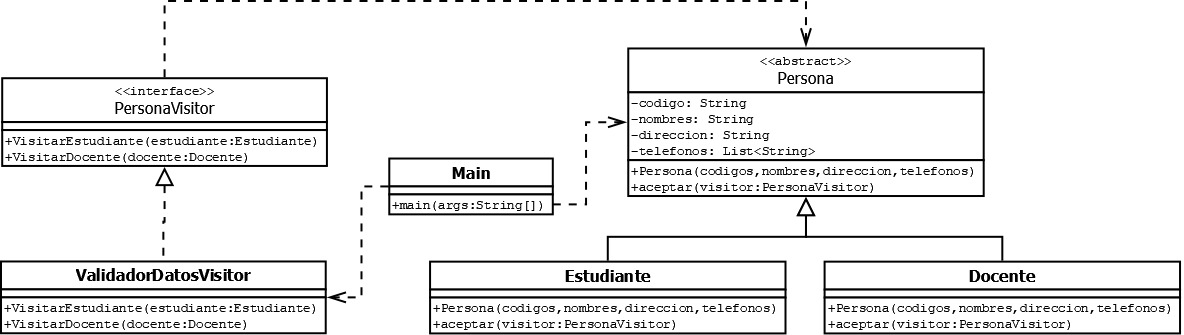 <<interface>>
PersonaVisitor
+VisitarEstudiante(estudiante:Estudiante)
+VisitarDocente(docente:Docente)
<<abstract>>
Persona
-codigo: String
-nombres: String
-direccion: String
-telefonos: List<String>
+Persona(codigos,nombres,direccion,telefonos)
+aceptar(visitor:PersonaVisitor)
Main
+main(args:String[])
ValidadorDatosVisitor
+VisitarEstudiante(estudiante:Estudiante)
+VisitarDocente(docente:Docente)
Estudiante
+Persona(codigos,nombres,direccion,telefonos)
+aceptar(visitor:PersonaVisitor)
Docente
+Persona(codigos,nombres,direccion,telefonos)
+aceptar(visitor:PersonaVisitor)